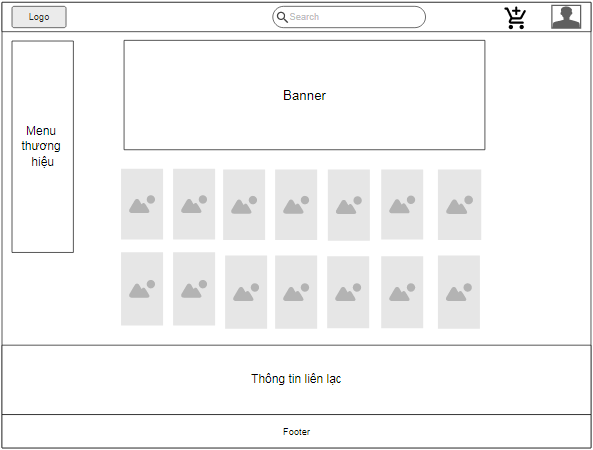 Logo
Search
Banner
Menu
thương
hiệu
Thông tin liên lạc
Footer